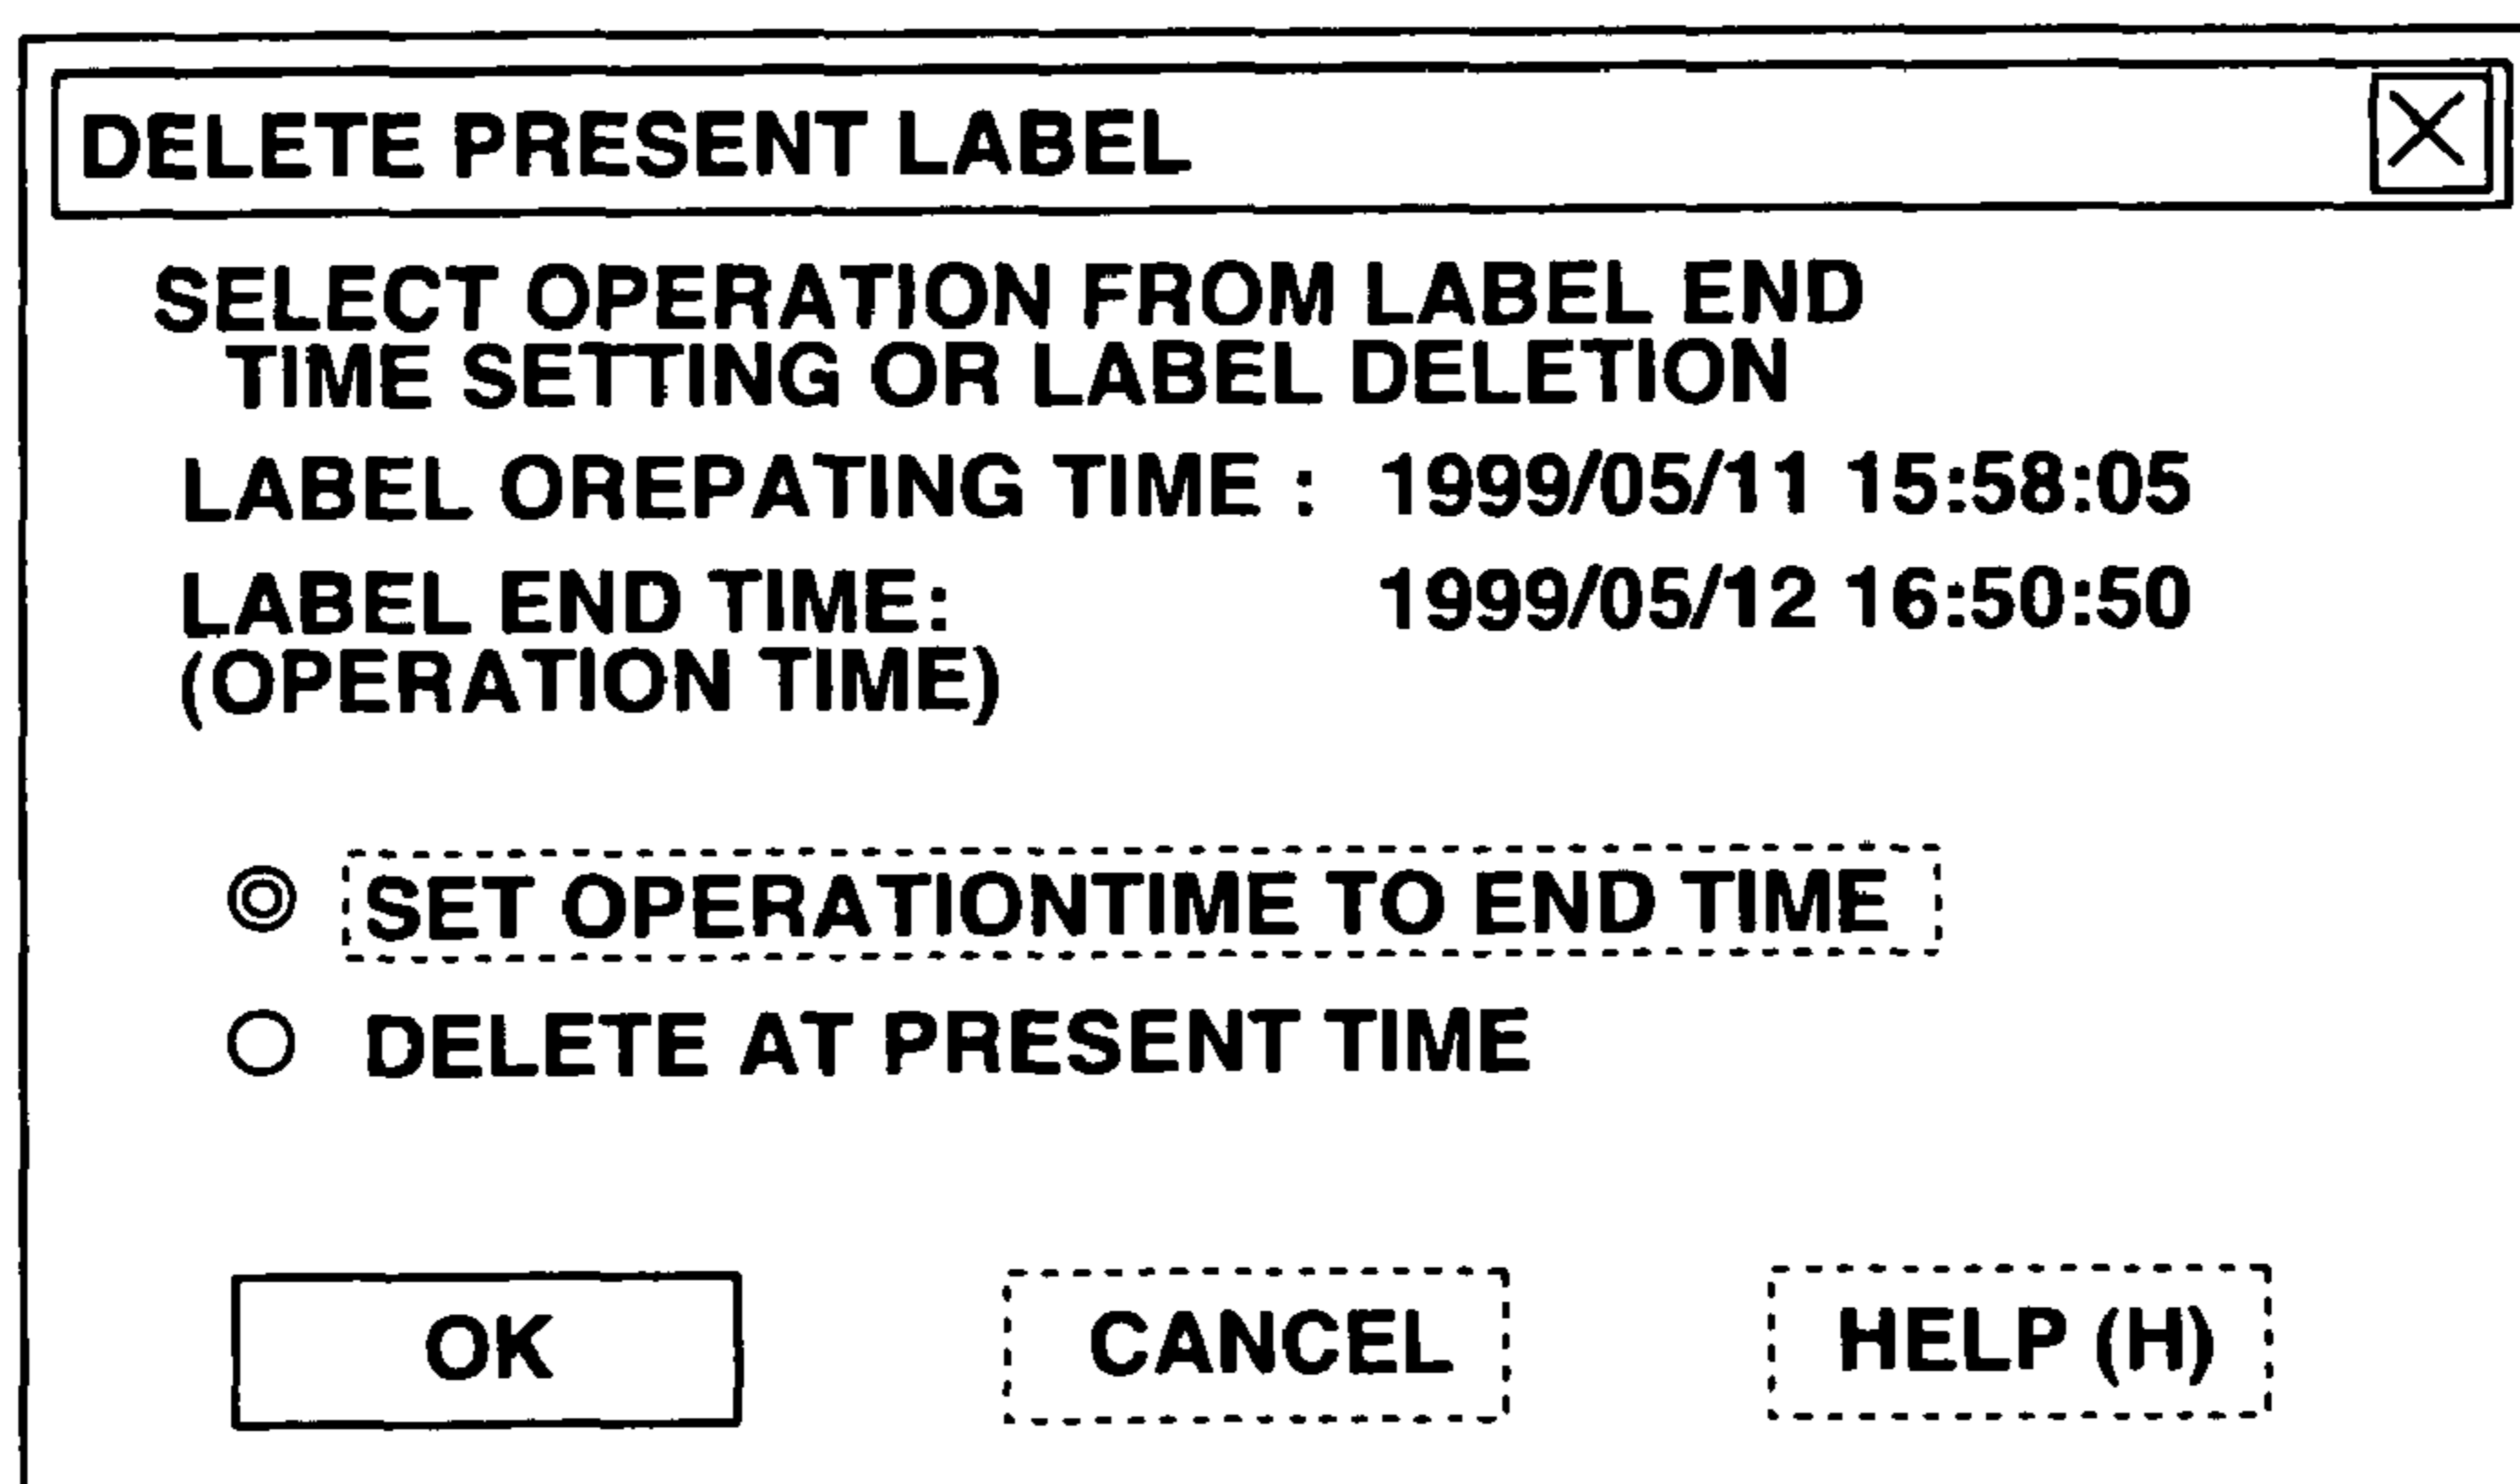 DELETE PRESENT LABEL
SELECT OPERATION FROM LABEL END
TIME SETTING OR LABEL DELETION
LABEL OREPATING TIME : 1999/05/11 15:58:05
LABEL END TIME: 1999/05/12 16:50:50
(OPERATION TIME)
SET OPERATIONTIME TO END TIME
DELETE AT PRESENT TIME
OK CANCEL HELP (H)